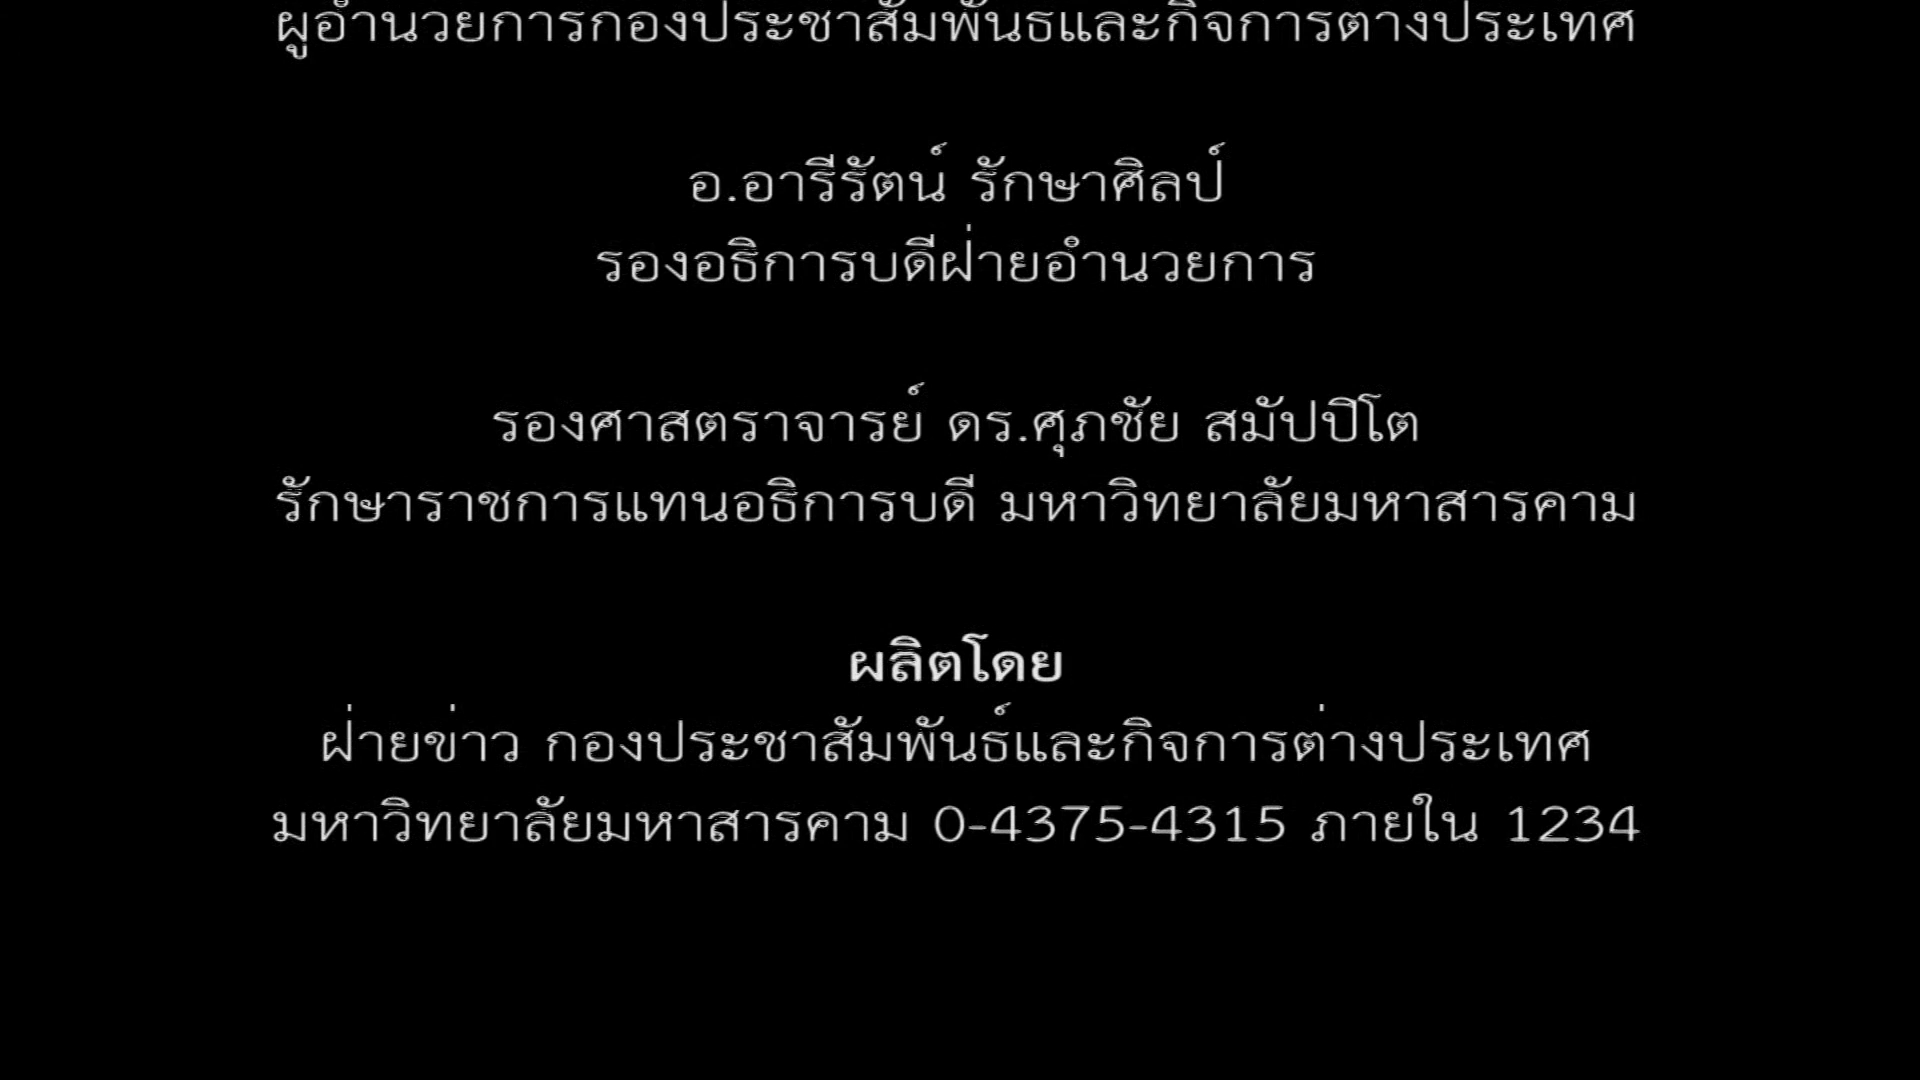 ผู้อำนวยการกองประชาสัมพันธ์และกิจการต่างประเทศ
อ.อารีรัตน์ รักษาศิลป์
รองอธิการบดีฝ่ายอำนวยการ
รองศาสตราจารย์ ดร.ศุภชัย สมัปปิโต
รักษาราชการแทนอธิการบดี มหาวิทยาลัยมหาสารคาม
ผลิตโดย
ฝ่ายข่าว กองประชาสัมพันธ์และกิจการต่างประเทศ
มหาวิทยาลัยมหาสารคาม 0-4375-4315 ภายใน 1234